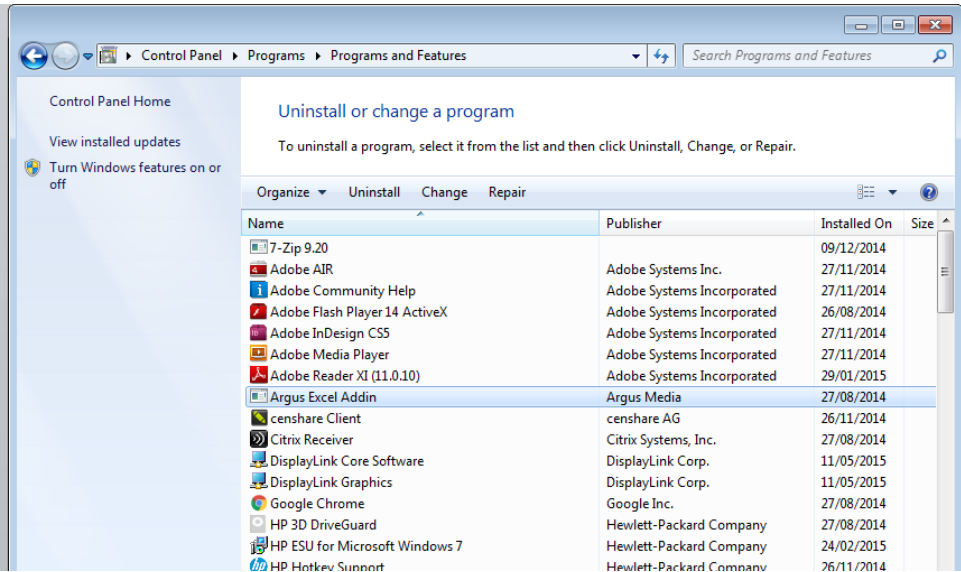 Control Panel Programs Programs and Features Search Programs and Features
Control Panel Home
View installed updates
Turn Windows features on or
off
Uninstall or change a program
To uninstall a program, select it from the list and then click Uninstall, Change, or Repair.
Organize Uninstall Change Repair
Name Publisher Installed On Size
7-Zip 9.20 09/12/2014
Adobe AIR Adobe Systems Inc. 27/11/2014
Adobe Community Help Adobe Systems Incorporated 27/11/2014
Adobe Flash Player 14 ActiveX Adobe Systems Incorporated 26/08/2014
Adobe InDesign CS5 Adobe Systems Incorporated 27/11/2014
Adobe Media Player Adobe Systems Incorporated 27/11/2014
Adobe Reader XI (11.0.10) Adobe Systems Incorporated 29/01/2015
Argus Excel Addin Argus Media 27/08/2014
censhare Client censhare AG 26/11/2014
Citrix Receiver Citrix Systems, Inc. 27/08/2014
DisplayLink Core Software DisplayLink Corp. 11/05/2015
DisplayLink Graphics DisplayLink Corp. 11/05/2015
Google Chrome Google Inc. 27/08/2014
HP 3D DriveGuard Hewlett-Packard Company 27/08/2014
HP ESU for Microsoft Windows 7 Hewlett-Packard Company 24/02/2015
HP Hotkey Support Hewlett-Packard Company 26/11/2014